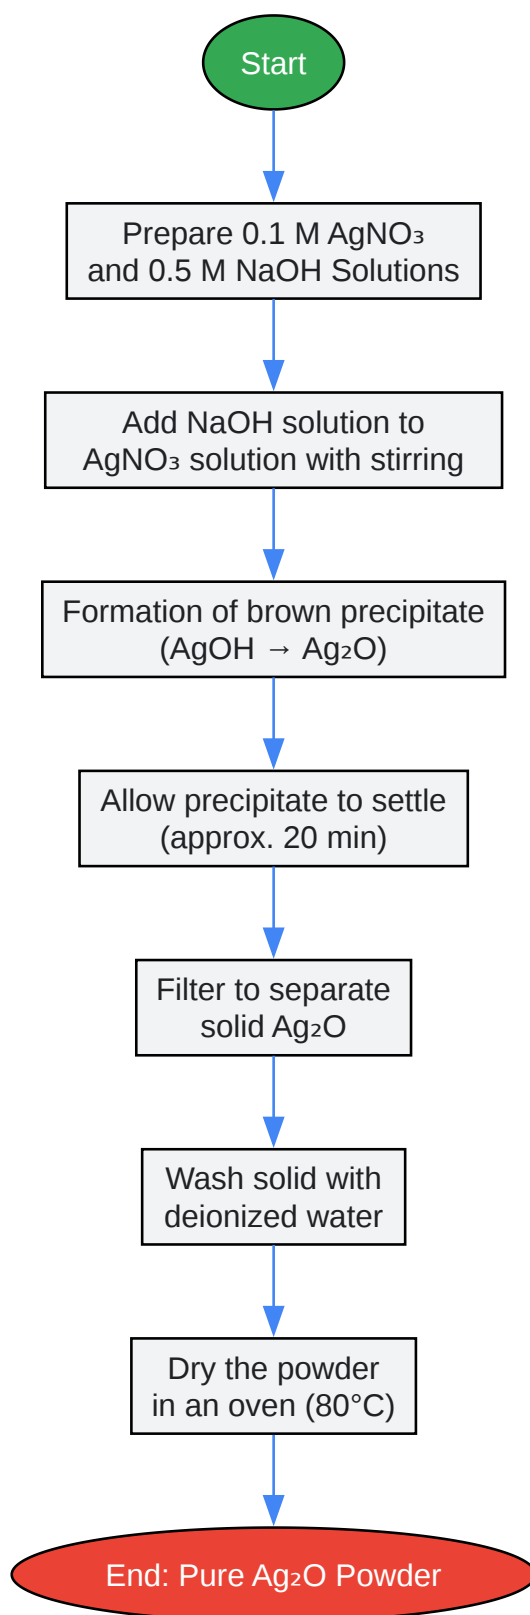 Start
Prepare 0.1 M AgNO₃
and 0.5 M NaOH Solutions
Add NaOH solution to
AgNO₃ solution with stirring
Formation of brown precipitate
(AgOH → Ag₂O)
Allow precipitate to settle
(approx. 20 min)
Filter to separate
solid Ag₂O
Wash solid with
deionized water
Dry the powder
in an oven (80°C)
End: Pure Ag₂O Powder